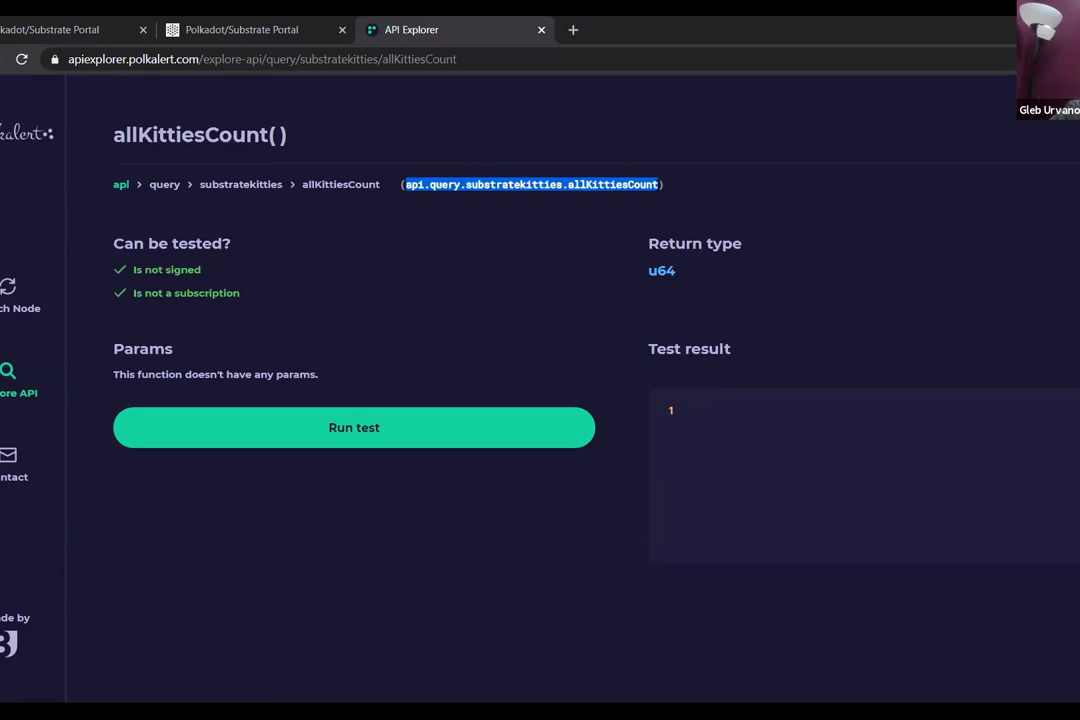 kadot/Substrate Portal
Polkadot/Substrate Portal
API Explorer
apiexplorer.polkalert.com/explore-api/query/substratekitties/allKittiesCount
Gleb Urvano
kalert
allKittiesCount( )
api > query > substratekitties > allKittiesCount (api.query.substratekitties.allKittiesCount)
Can be tested?
Is not signed
Is not a subscription
Return type
u64
Params
This function doesn't have any params.
Run test
Test result
1
ch Node
ore API
ntact
de by